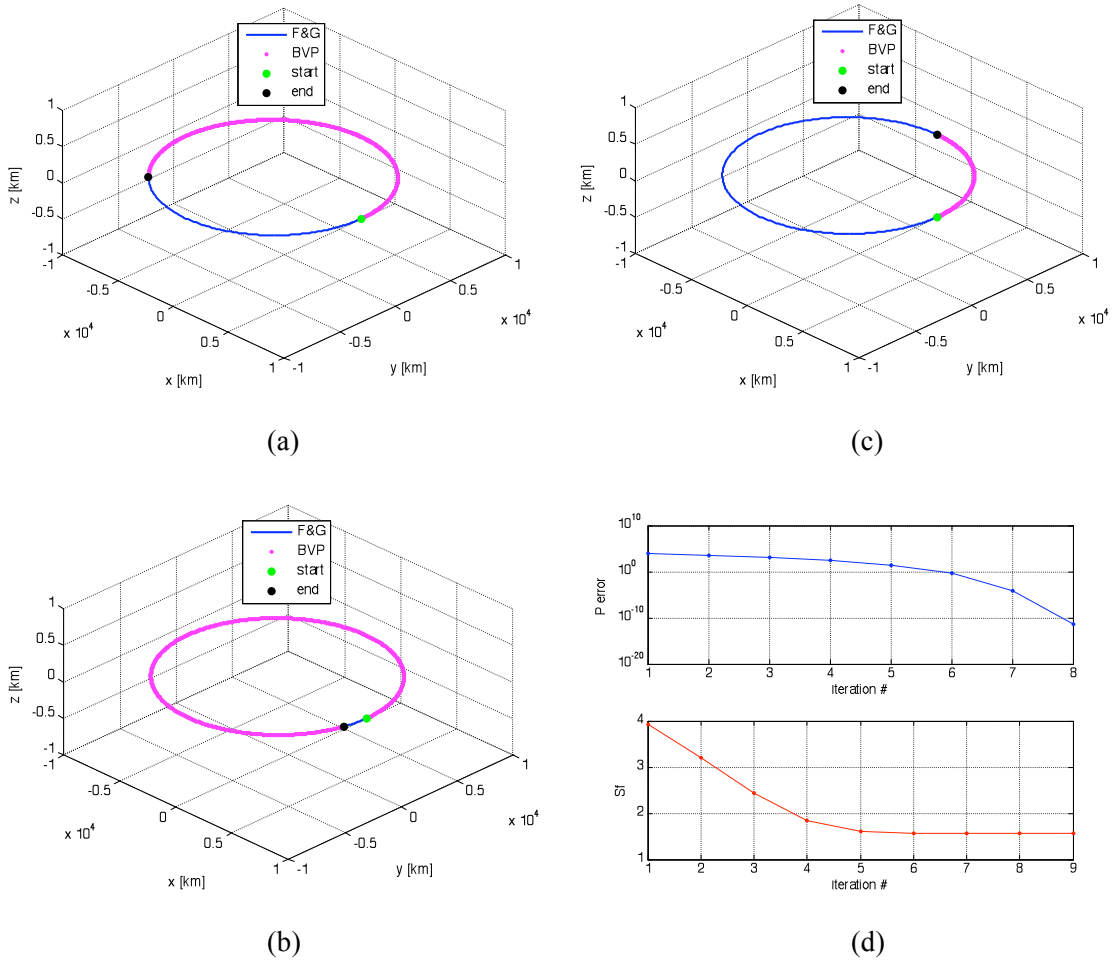 F&G
BVP
start
end
1
0.5
0
-0.5
-1
z [km]
-1
-0.5
0
0.5
1
x 10^4
x [km]
-1
-0.5
0
0.5
1
x 10^4
y [km]
(a)
F&G
BVP
start
end
1
0.5
0
-0.5
-1
z [km]
-1
-0.5
0
0.5
1
x 10^4
x [km]
-1
-0.5
0
0.5
1
x 10^4
y [km]
(c)
F&G
BVP
start
end
1
0.5
0
-0.5
-1
z [km]
-1
-0.5
0
0.5
1
x 10^4
x [km]
-1
-0.5
0
0.5
1
x 10^4
y [km]
(b)
10^10
10^0
10^-10
10^-20
P error
1 2 3 4 5 6 7 8
Iteration #
4
3
2
1
Sf
1 2 3 4 5 6 7 8 9
Iteration #
(d)